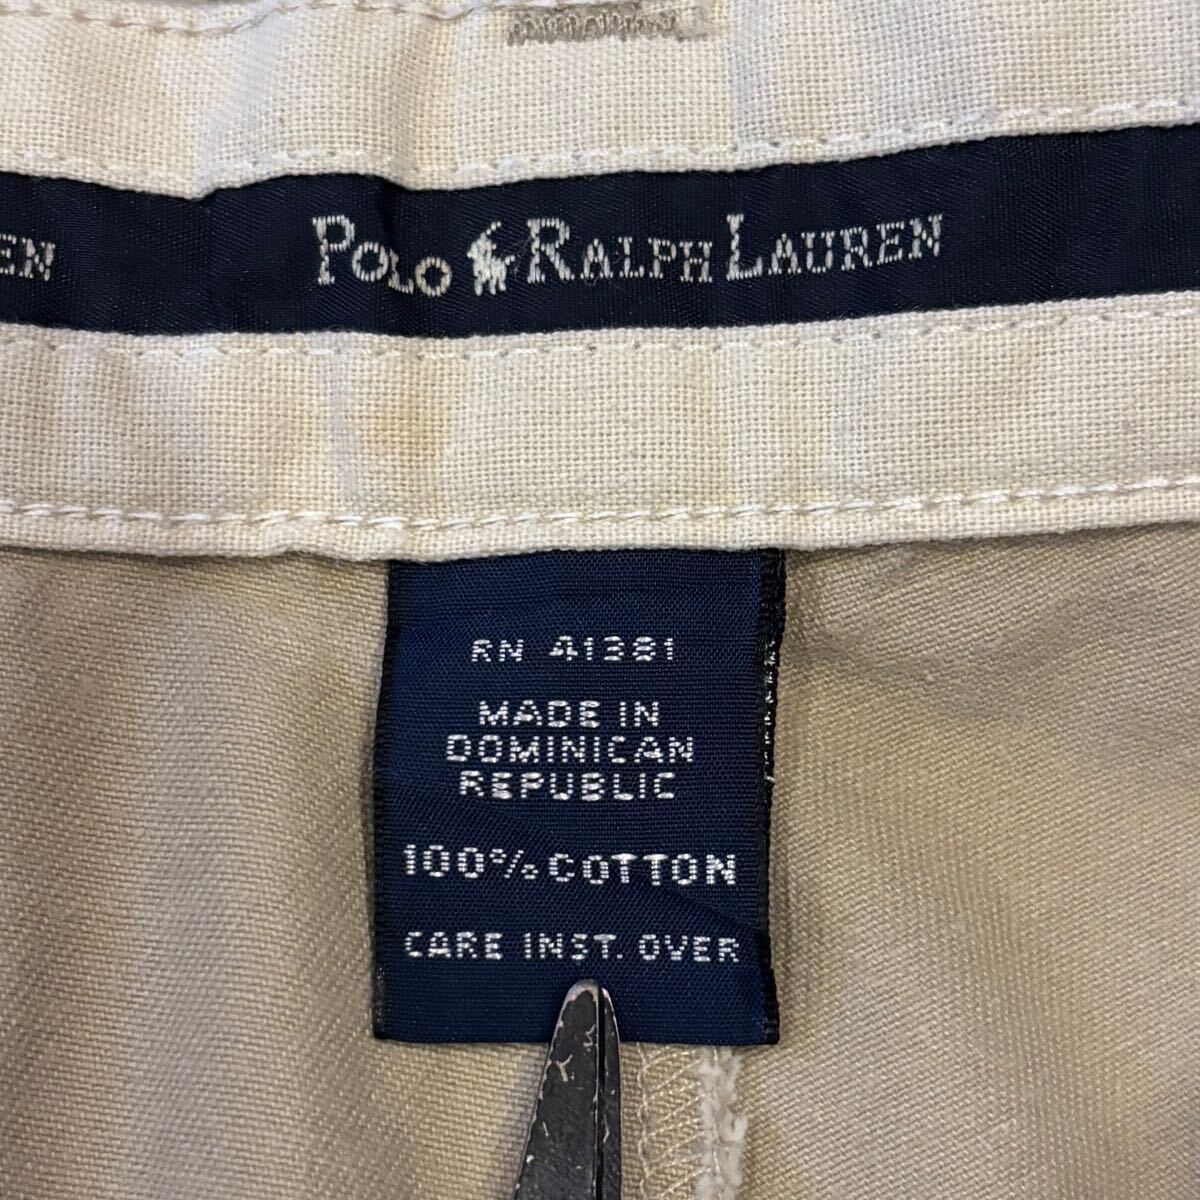 EN POLO RALPH LAUREN
RN 41381
MADE IN
DOMINICAN
REPUBLIC
100% COTTON
CARE INST. OVER